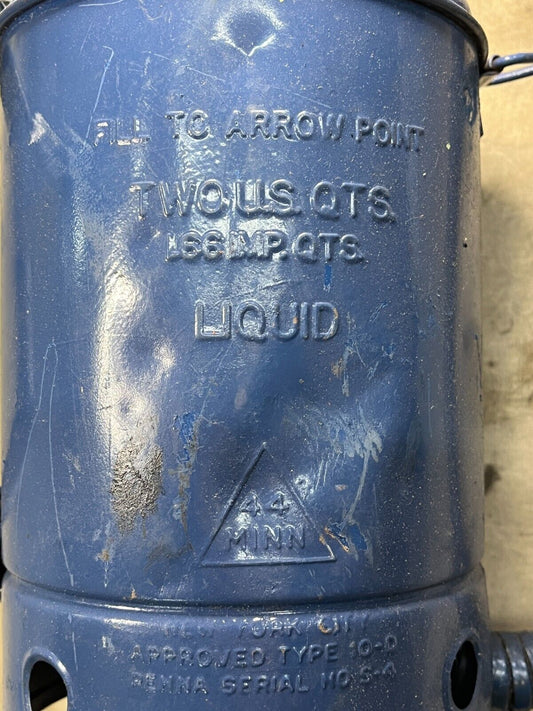 FILL TO ARROW POINT
TWO U.S. QTS.
1.66 IMP. QTS.
LIQUID
44
MINN
NEW YORK CITY
APPROVED TYPE 10-D
PENNA SERIAL NO S-4